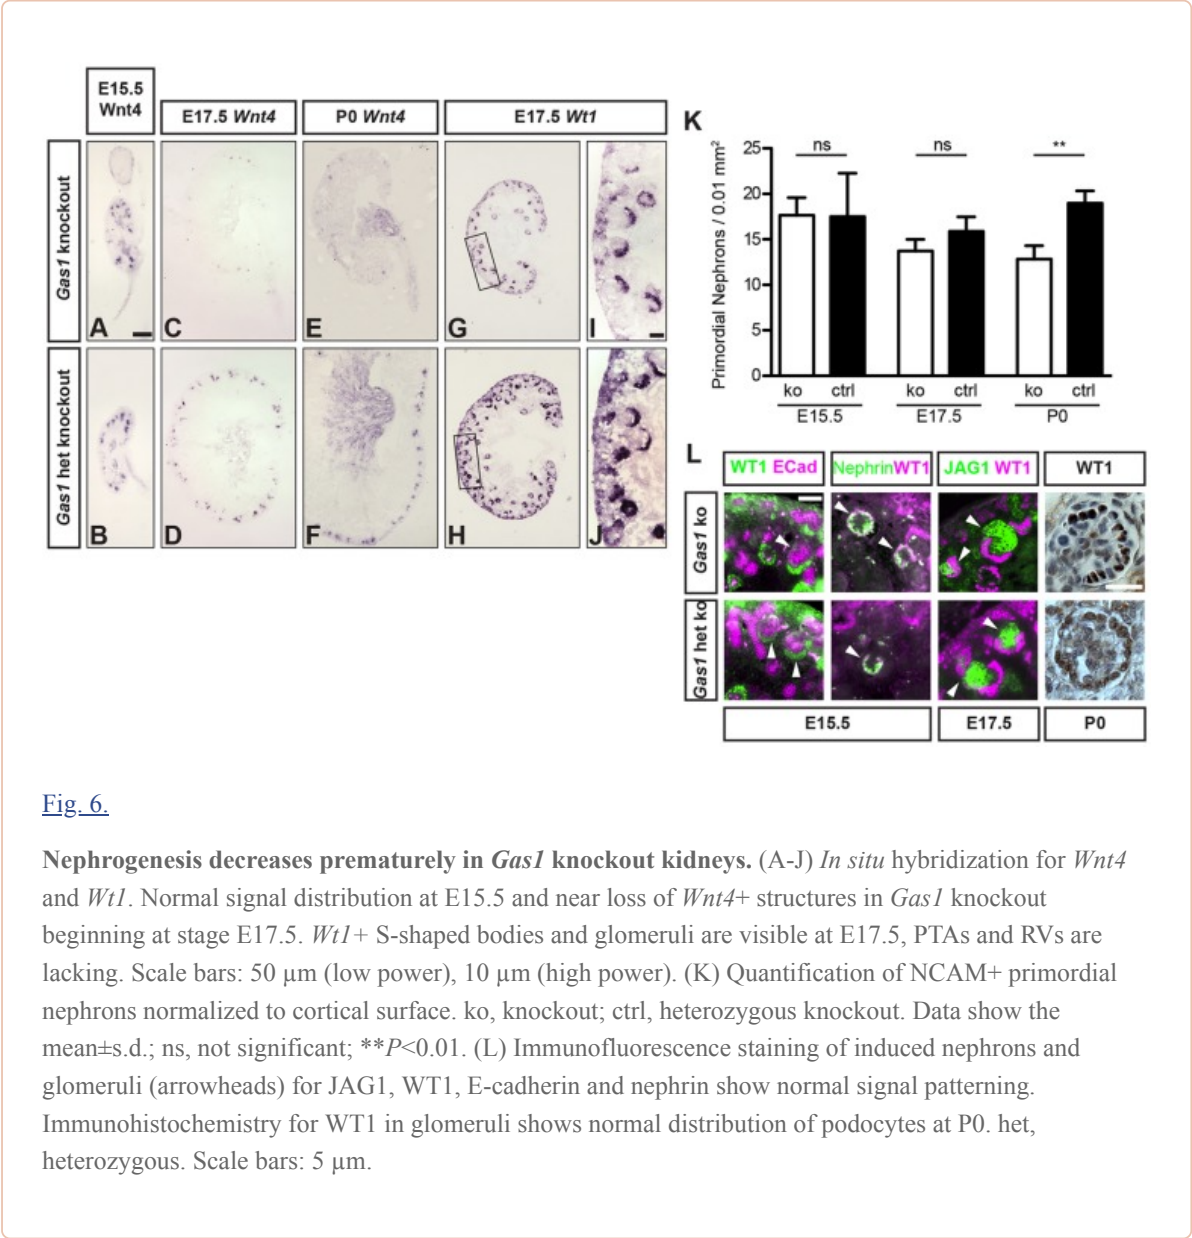 E15.5
Wnt4
E17.5 Wnt4
P0 Wnt4
E17.5 Wt1
Gas1 knockout
A
C
E
G
I
Gas1 het knockout
B
D
F
H
J
K
Primordial Nephrons / 0.01 mm²
25
20
15
10
5
0
ns
ns
**
ko ctrl ko ctrl ko ctrl
E15.5 E17.5 P0
L
WT1 ECad
NephrinWT1
JAG1 WT1
WT1
Gas1 ko
Gas1 het ko
E15.5
E17.5
P0
Fig. 6.
Nephrogenesis decreases prematurely in Gas1 knockout kidneys. (A-J) In situ hybridization for Wnt4
and Wt1. Normal signal distribution at E15.5 and near loss of Wnt4+ structures in Gas1 knockout
beginning at stage E17.5. Wt1+ S-shaped bodies and glomeruli are visible at E17.5, PTAs and RVs are
lacking. Scale bars: 50 μm (low power), 10 μm (high power). (K) Quantification of NCAM+ primordial
nephrons normalized to cortical surface. ko, knockout; ctrl, heterozygous knockout. Data show the
mean±s.d.; ns, not significant; **P<0.01. (L) Immunofluorescence staining of induced nephrons and
glomeruli (arrowheads) for JAG1, WT1, E-cadherin and nephrin show normal signal patterning.
Immunohistochemistry for WT1 in glomeruli shows normal distribution of podocytes at P0. het,
heterozygous. Scale bars: 5 μm.